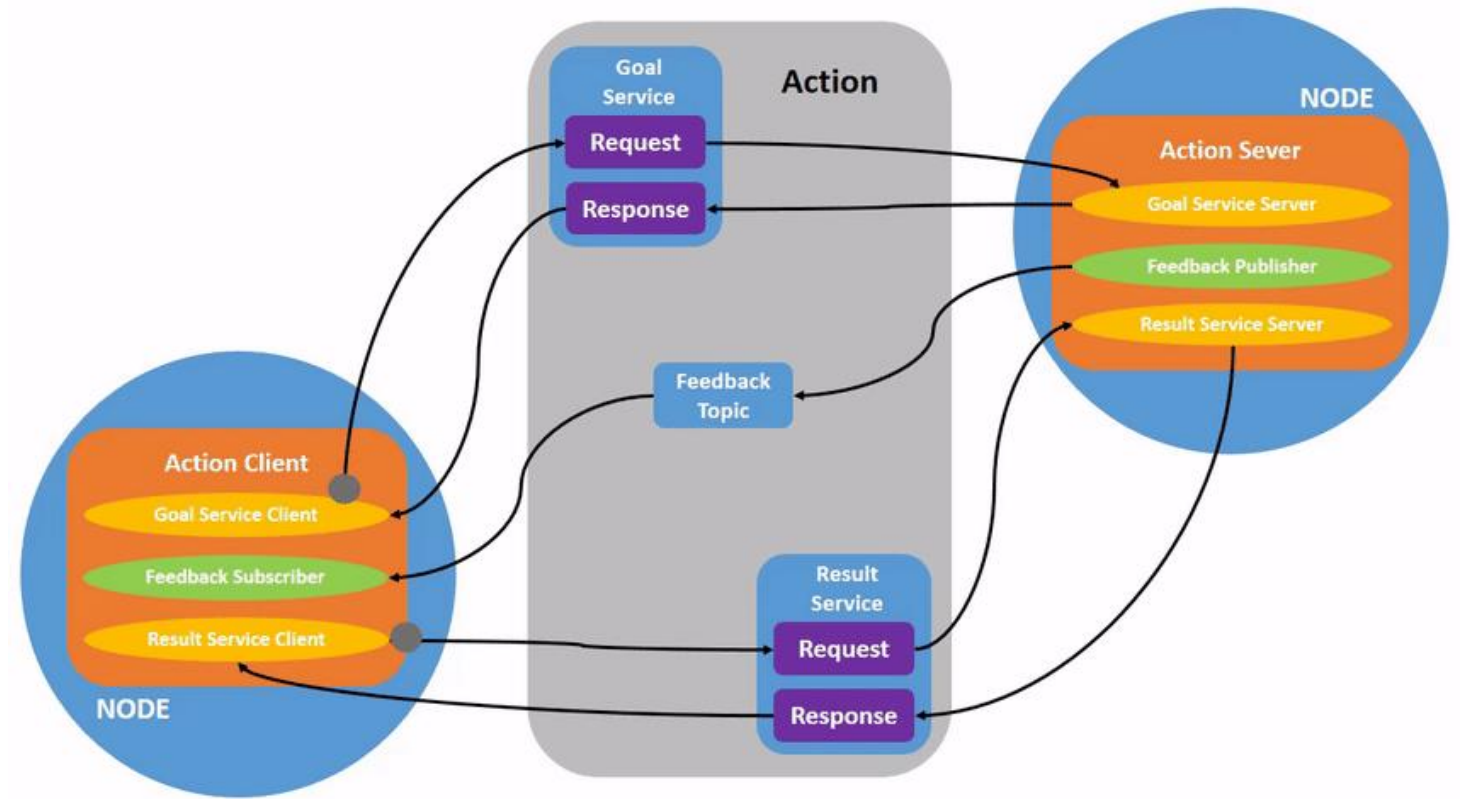 Goal
Service
Request
Response
Action
NODE
Action Sever
Goal Service Server
Feedback Publisher
Result Service Server
Feedback
Topic
Action Client
Goal Service Client
Feedback Subscriber
Result Service Client
NODE
Result
Service
Request
Response